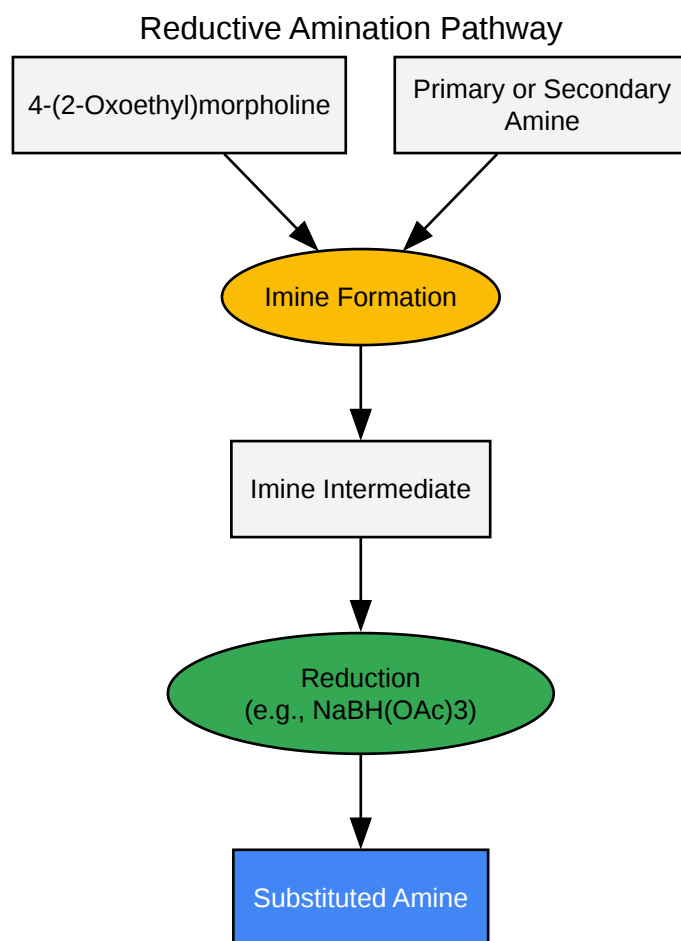 Reductive Amination Pathway
4-(2-Oxoethyl)morpholine
Primary or Secondary
Amine
Imine Formation
Imine Intermediate
Reduction
(e.g., NaBH(OAc)3)
Substituted Amine